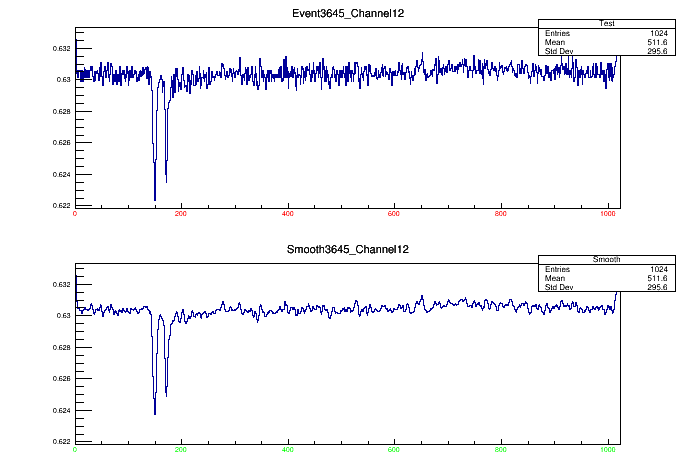 Event3645_Channel12
Test
Entries 1024
Mean 511.6
Std Dev 295.6
0.632
0.63
0.628
0.626
0.624
0.622
0 200 400 600 800 1000
Smooth3645_Channel12
Smooth
Entries 1024
Mean 511.6
Std Dev 295.6
0.632
0.63
0.628
0.626
0.624
0.622
0 200 400 600 800 1000